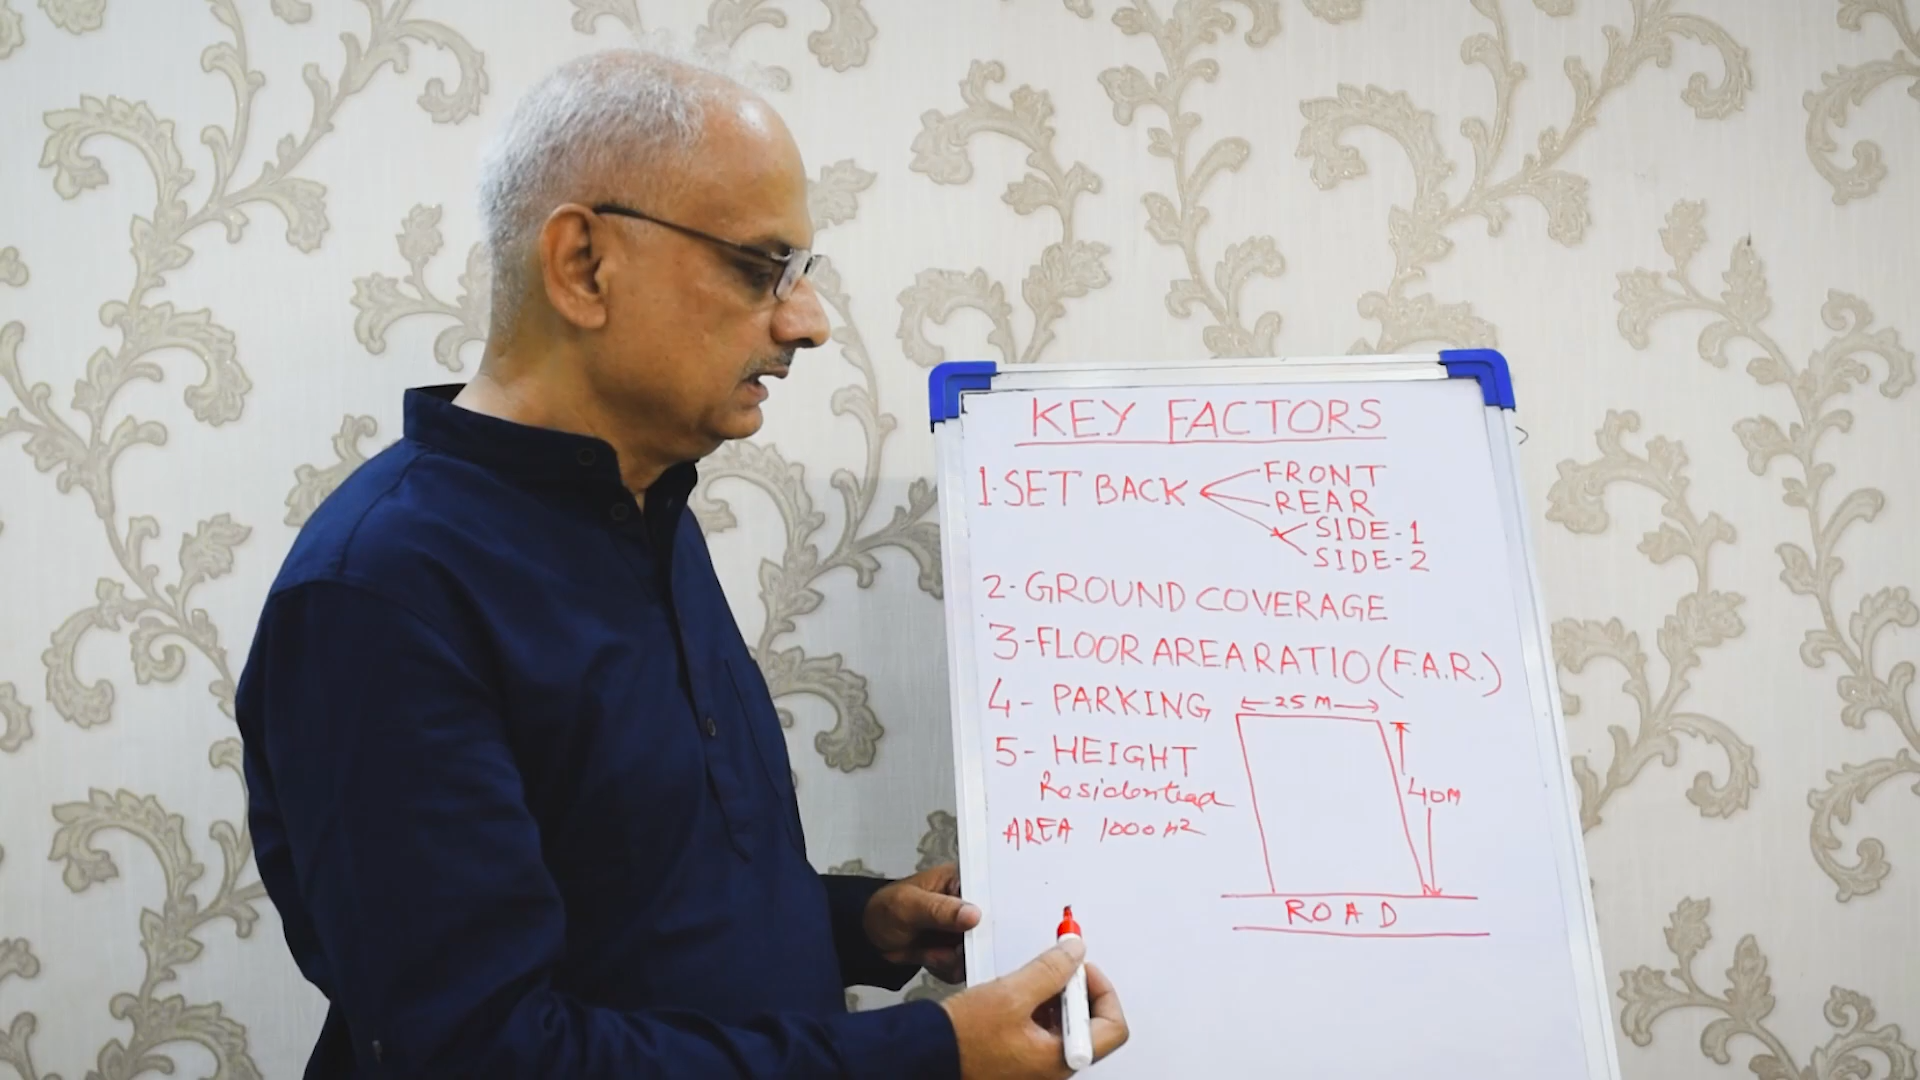 KEY FACTORS
1. SET BACK
FRONT
REAR
SIDE-1
SIDE-2
2- GROUND COVERAGE
3- FLOOR AREA RATIO (F.A.R.)
4- PARKING
25 M
5- HEIGHT
Residential
40M
AREA 1000 M2
ROAD